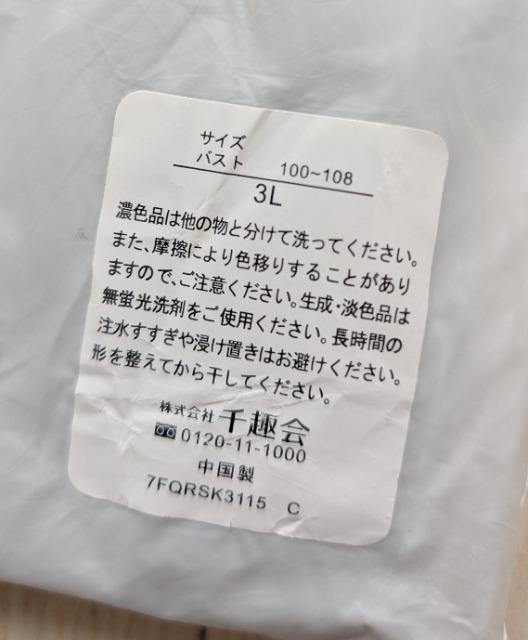 サイズ
バスト 100~108
3L
濃色品は他の物と分けて洗ってください。
また、摩擦により色移りすることがあり
ますので、ご注意ください。生成・淡色品は
無蛍光洗剤をご使用ください。長時間の
注水すすぎや浸け置きはお避けください。
形を整えてから干してください。
株式会社 千趣会
0120-11-1000
中国製
7FQRSK3115 C